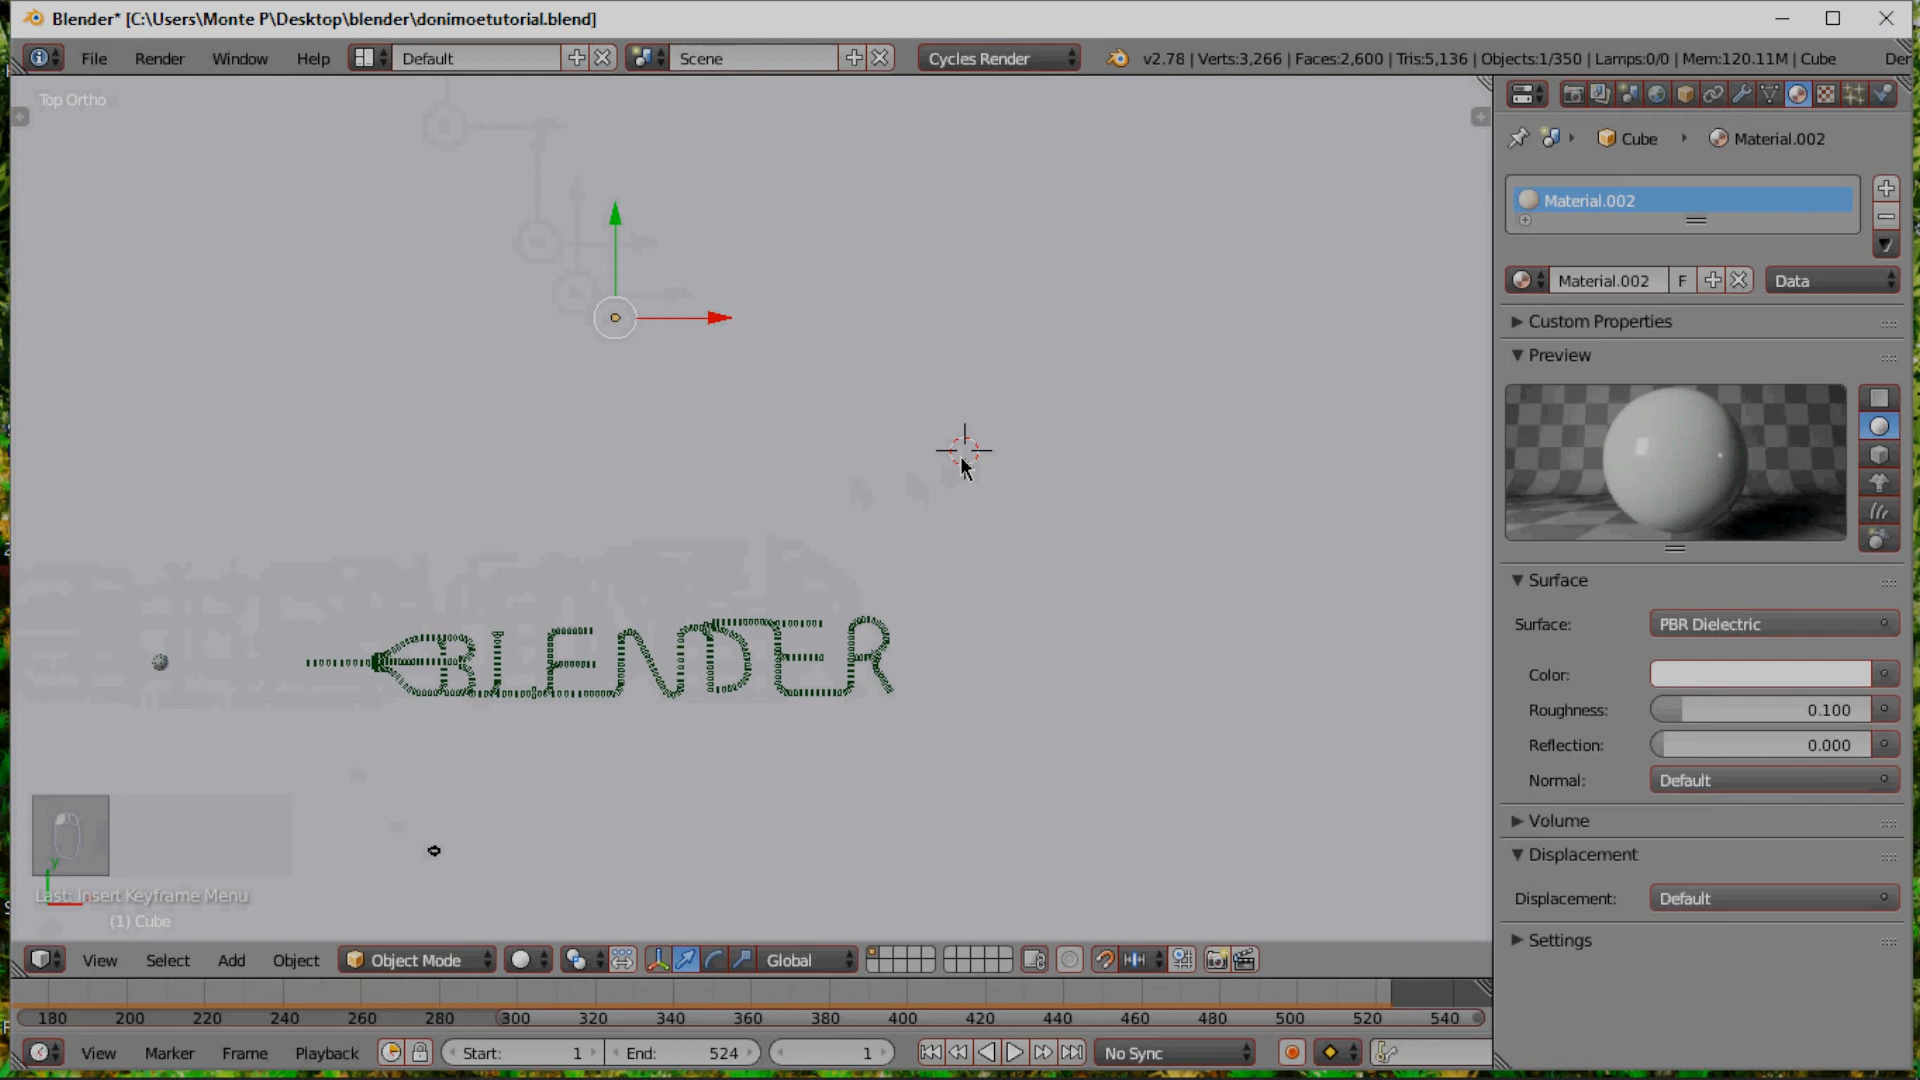 Blender* [C:\Users\Monte P\Desktop\blender\donimoetutorial.blend]
File Render Window Help Default Scene Cycles Render v2.78 | Verts:3,266 | Faces:2,600 | Tris:5,136 | Objects:1/350 | Lamps:0/0 | Mem:120.11M | Cube Der
Top Ortho
Cube Material.002
Material.002
Material.002 F Data
Custom Properties
Preview
Surface
Surface: PBR Dielectric
Color:
Roughness: 0.100
Reflection: 0.000
Normal: Default
Volume
Displacement
Displacement: Default
Settings
BLENDER
y
Last: Insert Keyframe Menu
(1) Cube
View Select Add Object Object Mode Global
180 200 220 240 260 280 300 320 340 360 380 400 420 440 460 480 500 520 540
View Marker Frame Playback Start: 1 End: 524 1 No Sync